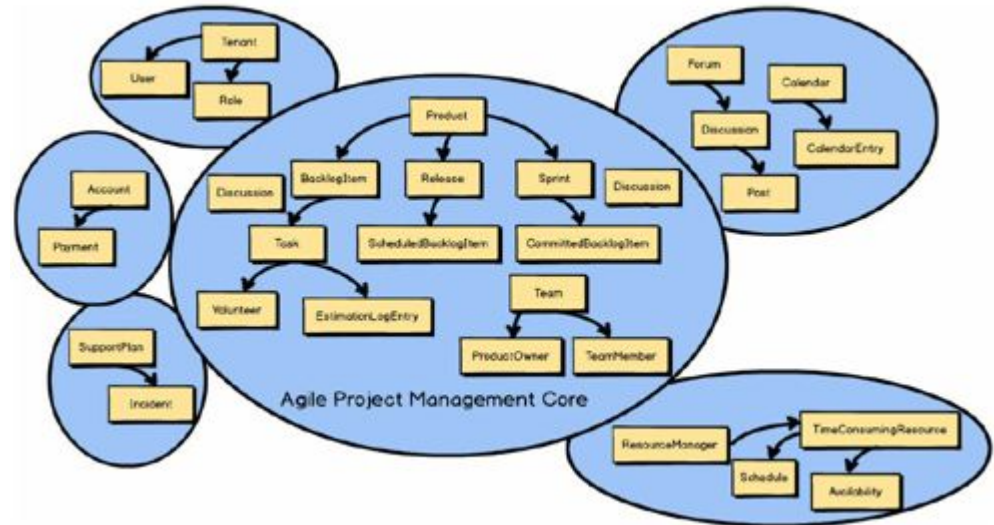 Tenant
User
Role
Forum
Calendar
Discussion
CalendarEntry
Post
Account
Payment
Product
BacklogItem
Release
Sprint
Discussion
Discussion
Task
ScheduledBacklogItem
CommittedBacklogItem
Volunteer
EstimationLogEntry
Team
ProductOwner
TeamMember
Agile Project Management Core
SupportPlan
Incident
ResourceManager
TimeConsumingResource
Schedule
Availability